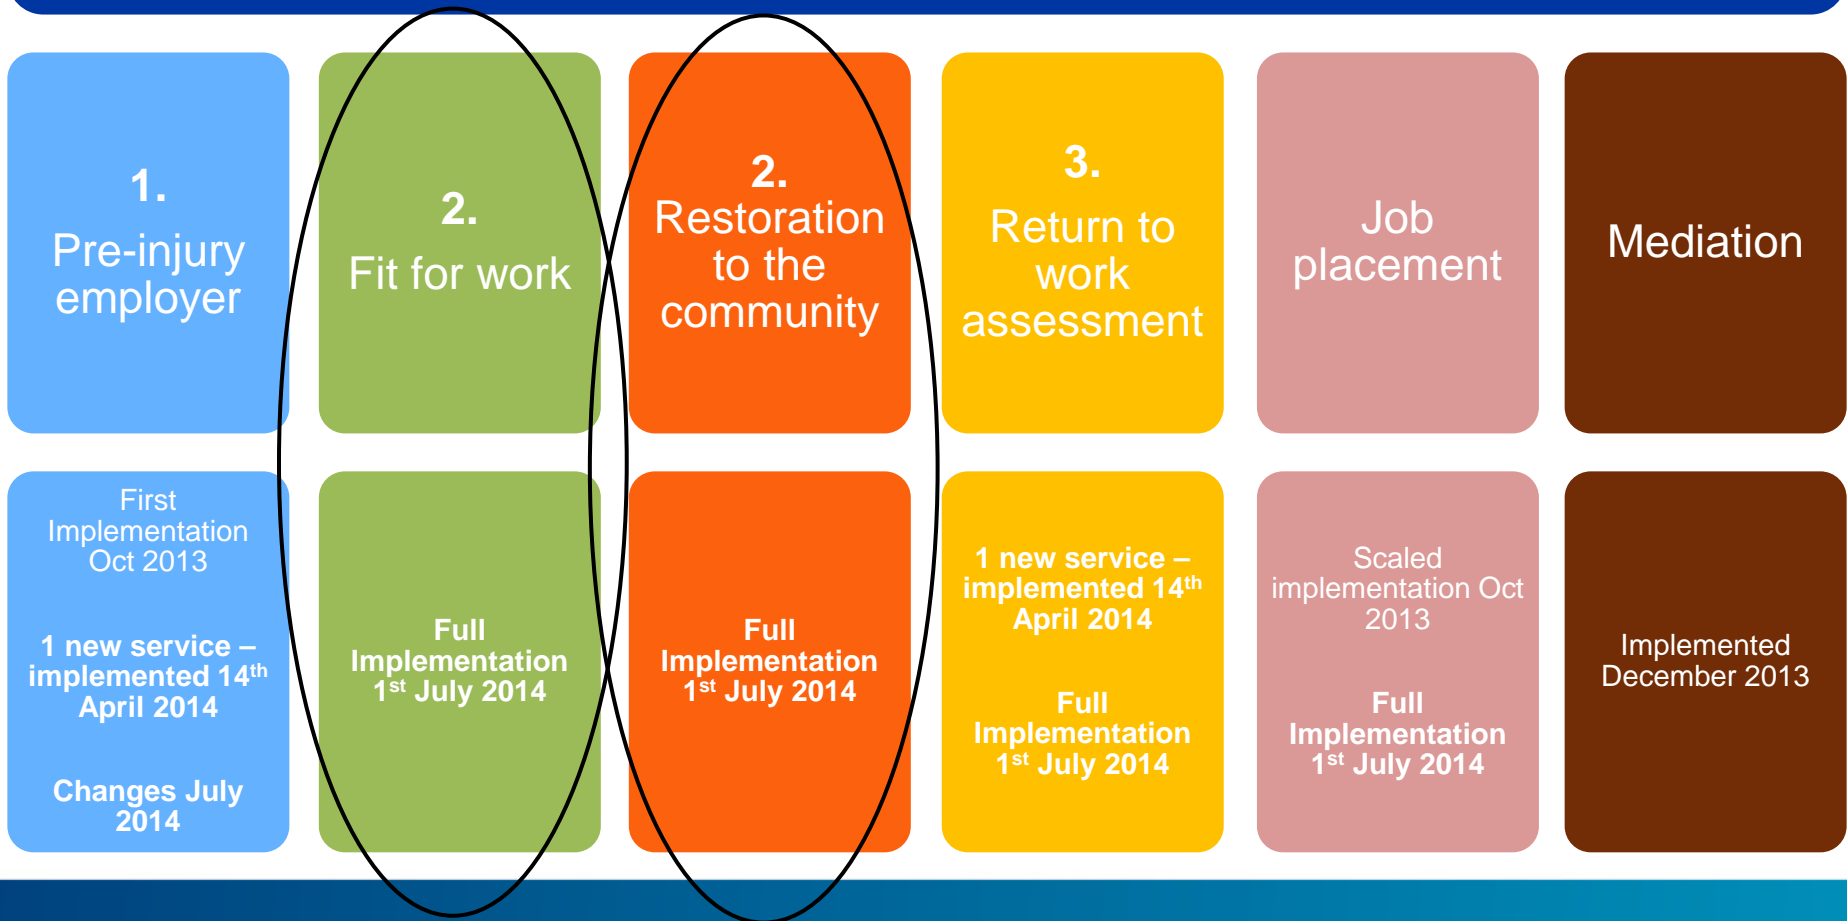 1.
Pre-injury
employer
2.
Fit for work
2.
Restoration
to the
community
3.
Return to
work
assessment
Job
placement
Mediation
First
Implementation
Oct 2013
1 new service –
implemented 14th
April 2014
Changes July
2014
Full
Implementation
1st July 2014
Full
Implementation
1st July 2014
1 new service –
implemented 14th
April 2014
Full
Implementation
1st July 2014
Scaled
implementation Oct
2013
Full
Implementation
1st July 2014
Implemented
December 2013